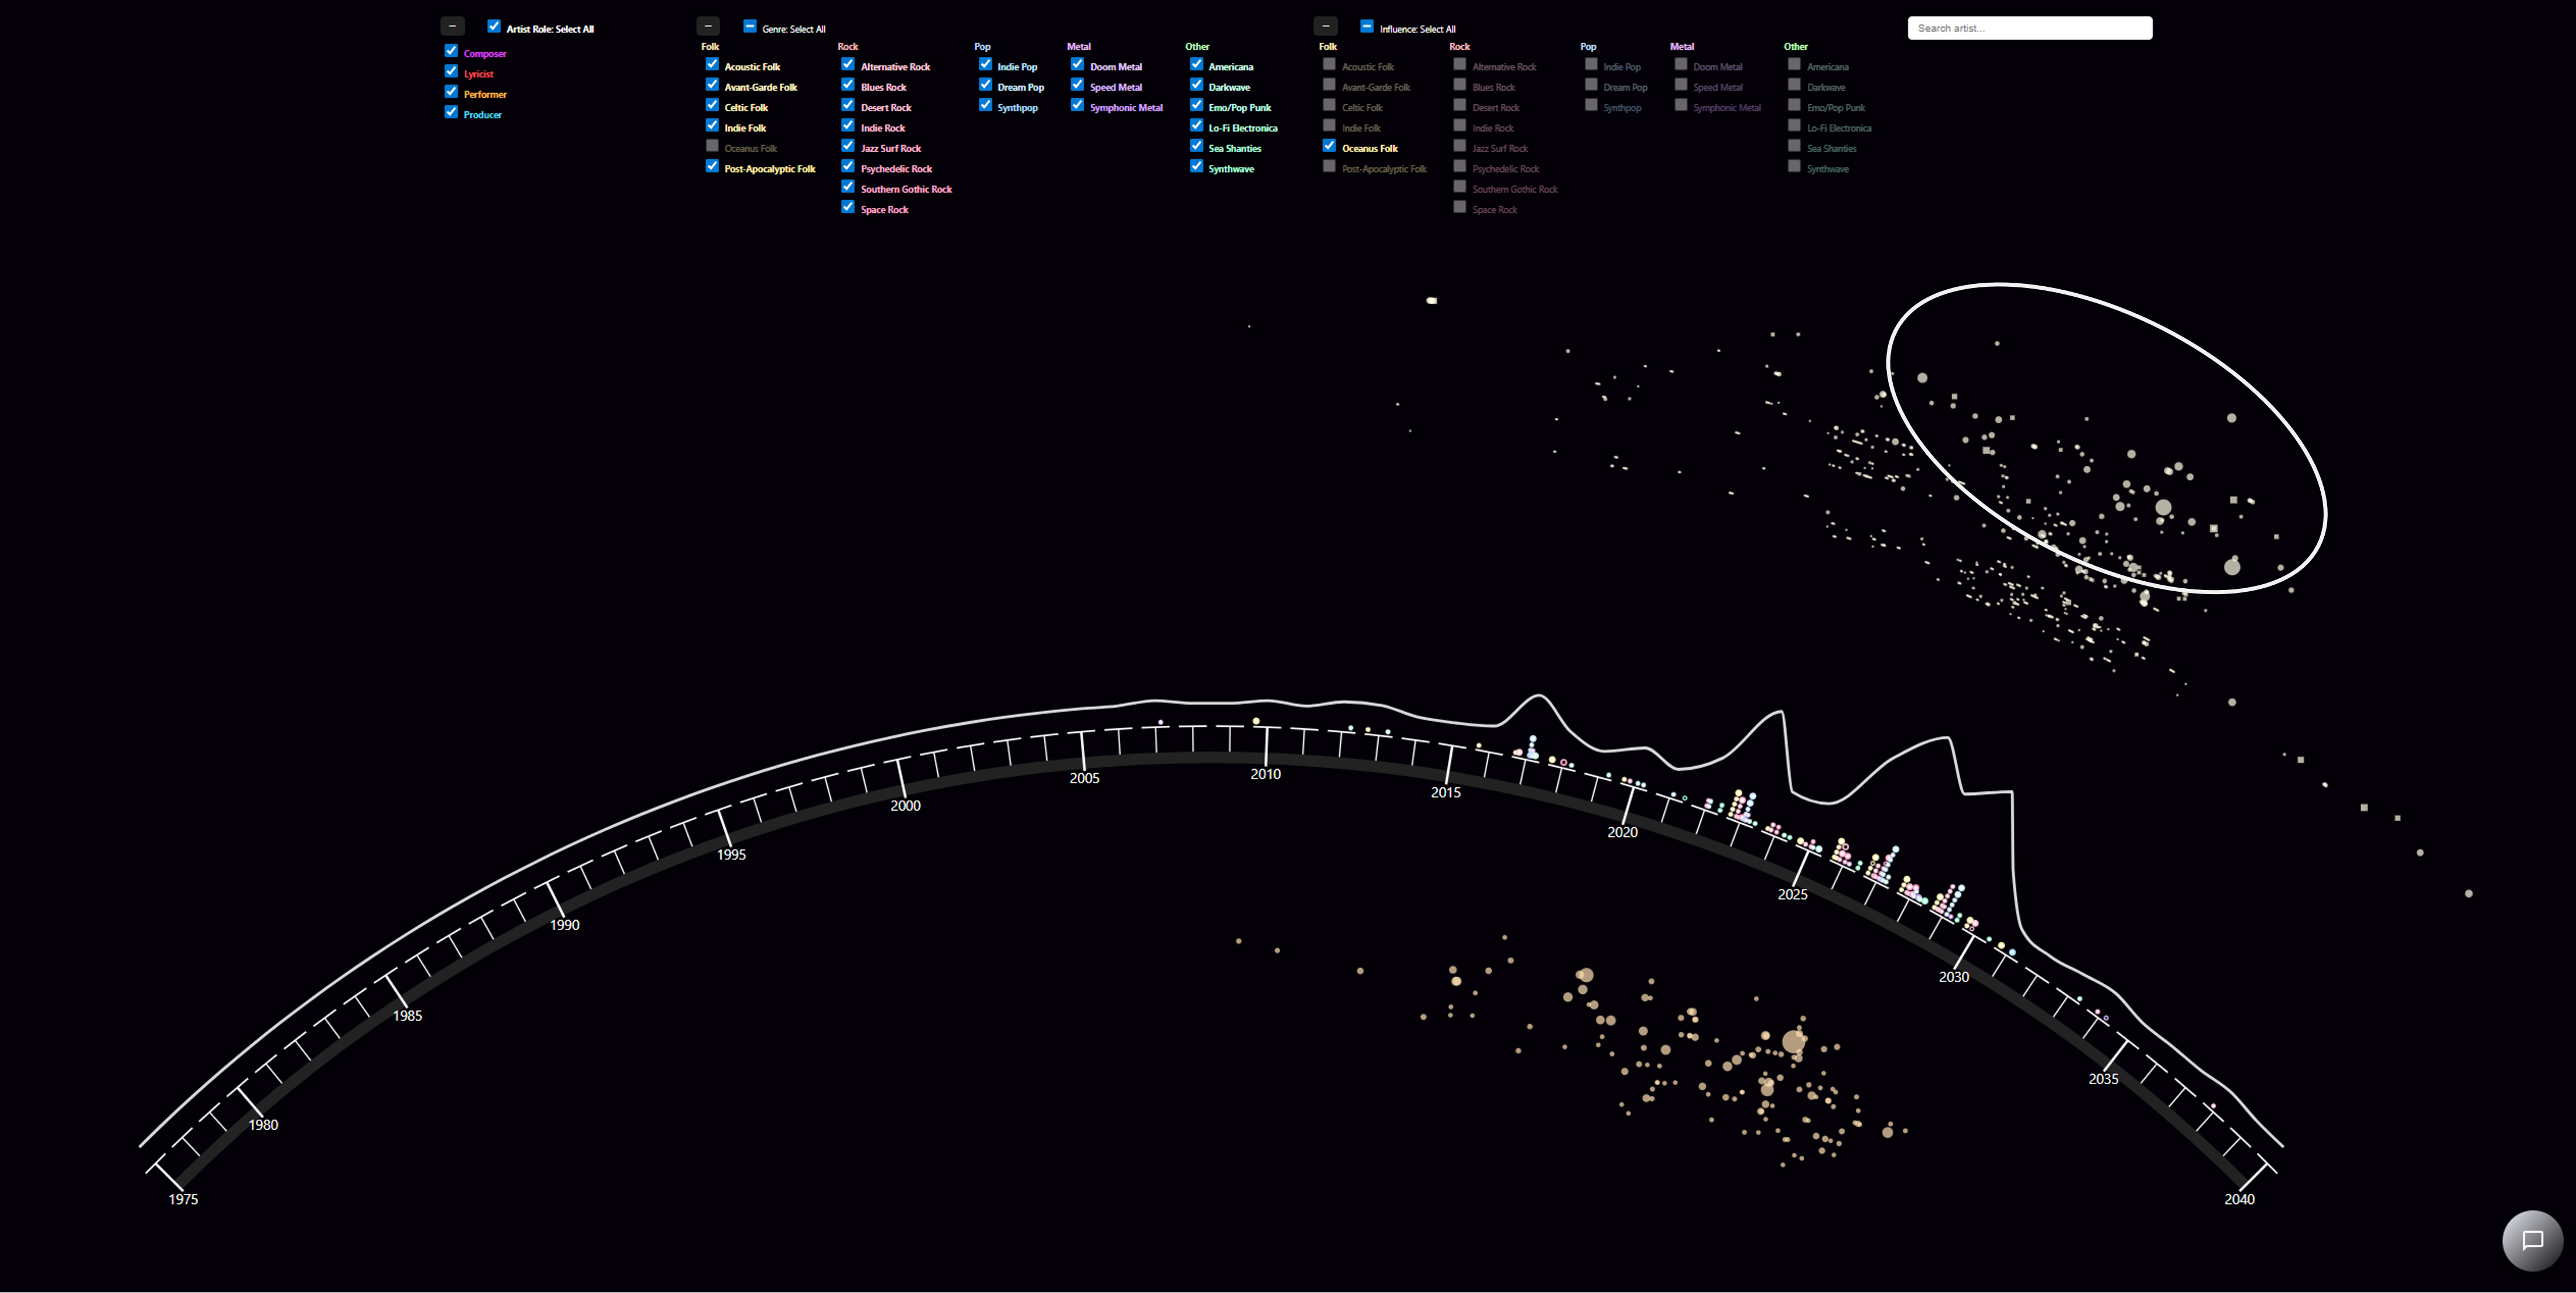 Artist Role: Select All
Composer
Lyricist
Performer
Producer
Genre: Select All
Folk
Acoustic Folk
Avant-Garde Folk
Celtic Folk
Indie Folk
Oceanus Folk
Post-Apocalyptic Folk
Rock
Alternative Rock
Blues Rock
Desert Rock
Indie Rock
Jazz Surf Rock
Psychedelic Rock
Southern Gothic Rock
Space Rock
Pop
Indie Pop
Dream Pop
Synthpop
Metal
Doom Metal
Speed Metal
Symphonic Metal
Other
Americana
Darkwave
Emo/Pop Punk
Lo-Fi Electronica
Sea Shanties
Synthwave
Influence: Select All
Folk
Acoustic Folk
Avant-Garde Folk
Celtic Folk
Indie Folk
Oceanus Folk
Post-Apocalyptic Folk
Rock
Alternative Rock
Blues Rock
Desert Rock
Indie Rock
Jazz Surf Rock
Psychedelic Rock
Southern Gothic Rock
Space Rock
Pop
Indie Pop
Dream Pop
Synthpop
Metal
Doom Metal
Speed Metal
Symphonic Metal
Other
Americana
Darkwave
Emo/Pop Punk
Lo-Fi Electronica
Sea Shanties
Synthwave
Search artist...
1975
1980
1985
1990
1995
2000
2005
2010
2015
2020
2025
2030
2035
2040